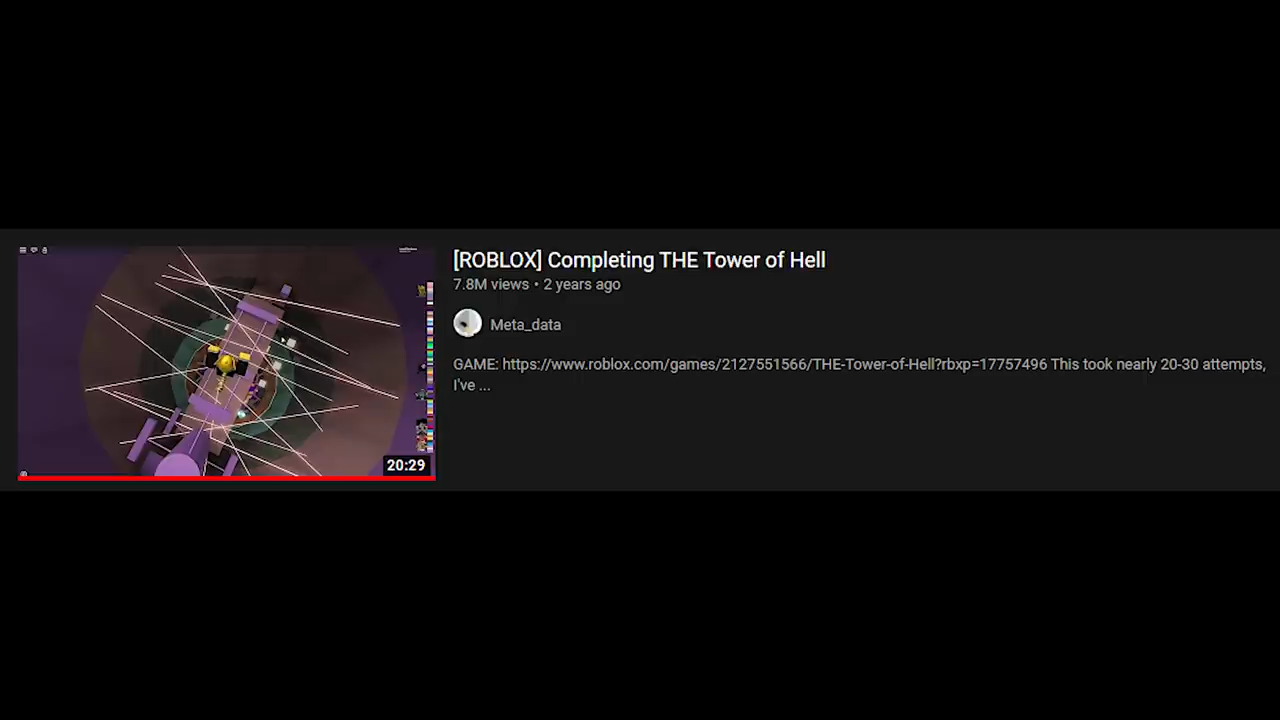 [ROBLOX] Completing THE Tower of Hell
7.8M views • 2 years ago
Meta_data
GAME: https://www.roblox.com/games/2127551566/THE-Tower-of-Hell?rbxp=17757496 This took nearly 20-30 attempts,
I've ...
20:29